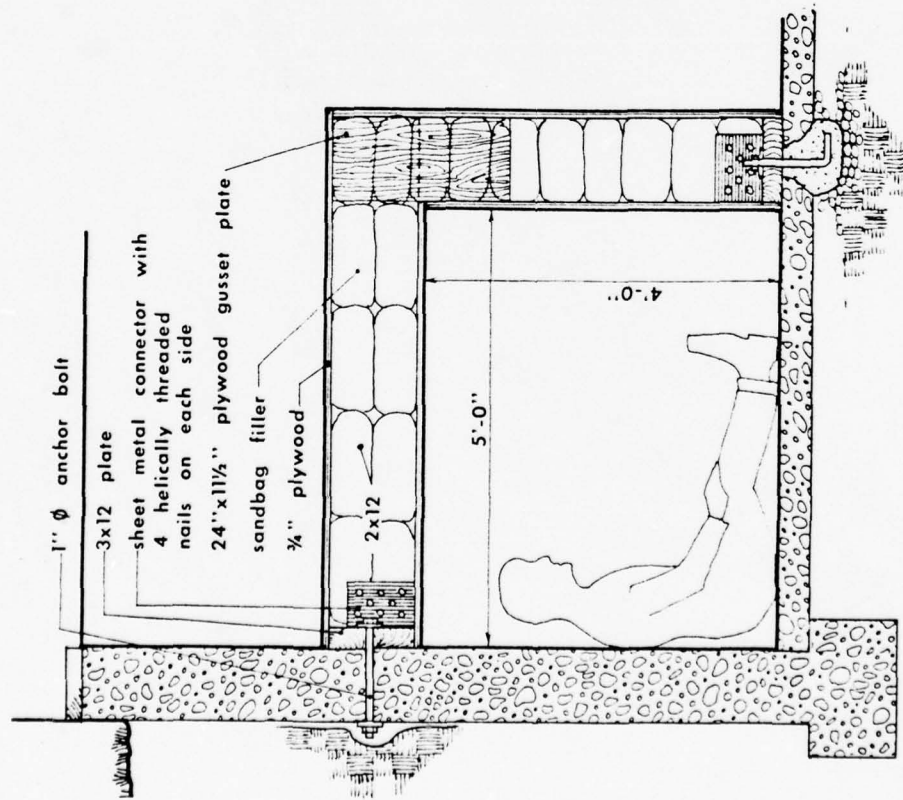 1" ø anchor bolt
3x12 plate
sheet metal connector with
4 helically threaded
nails on each side
24"x11½" plywood gusset plate
sandbag filler
¾" plywood
2x12
5'-0"
4'-0"